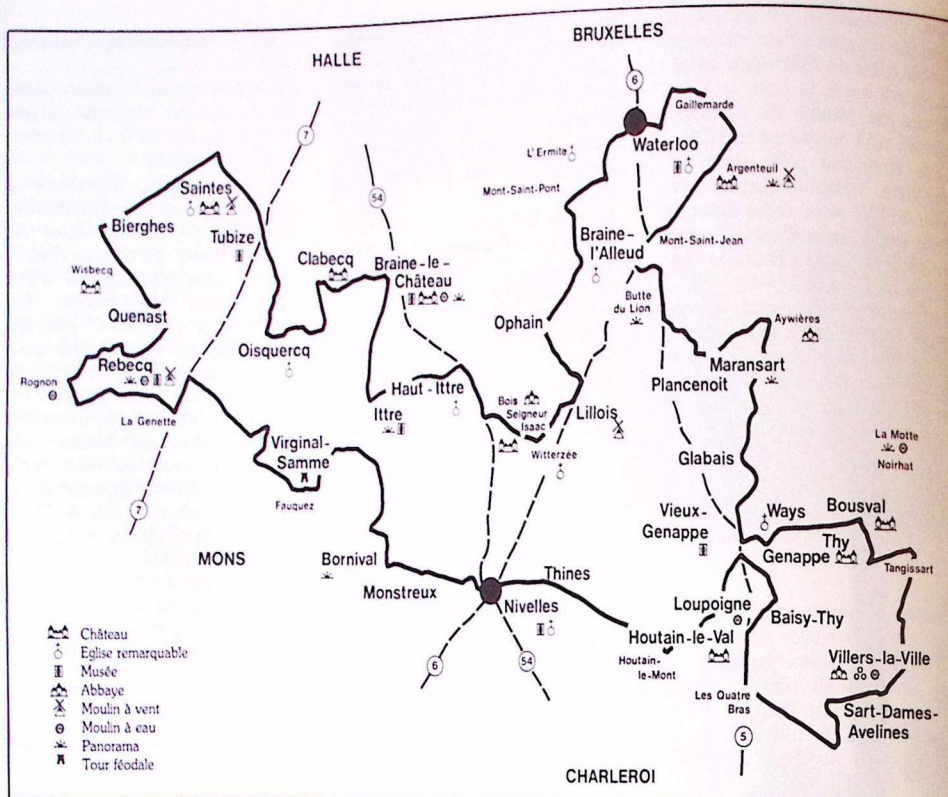 BRUXELLES
HALLE
6
Gaillemarde
7
Waterloo
L'Ermite
Argenteuil
Saintes
54
Mont-Saint-Pont
Bierghes
Tubize
Braine-
l'Alleud
Mont-Saint-Jean
Clabecq
Braine-le-
Château
Wisbecq
Butte
du Lion
Quenast
Ophain
Aywières
Oisquercq
Maransart
Rebecq
Haut-Ittre
Plancenoit
Rognon
Bois
Seigneur
Isaac
Ittre
Lillois
La Genette
La Motte
Noirhat
Virginal-
Samme
Witterzée
Glabais
Fauquez
Vieux-
Genappe
Ways
Bousval
7
Thy
Genappe
Tangissart
MONS
Bornival
Monstreux
Thines
Nivelles
Loupoigne
Baisy-Thy
Houtain-le-Val
Houtain-
le-Mont
Villers-la-Ville
6
54
Les Quatre
Bras
Sart-Dames-
Avelines
5
CHARLEROI
Château
Eglise remarquable
Musée
Abbaye
Moulin à vent
Moulin à eau
Panorama
Tour féodale